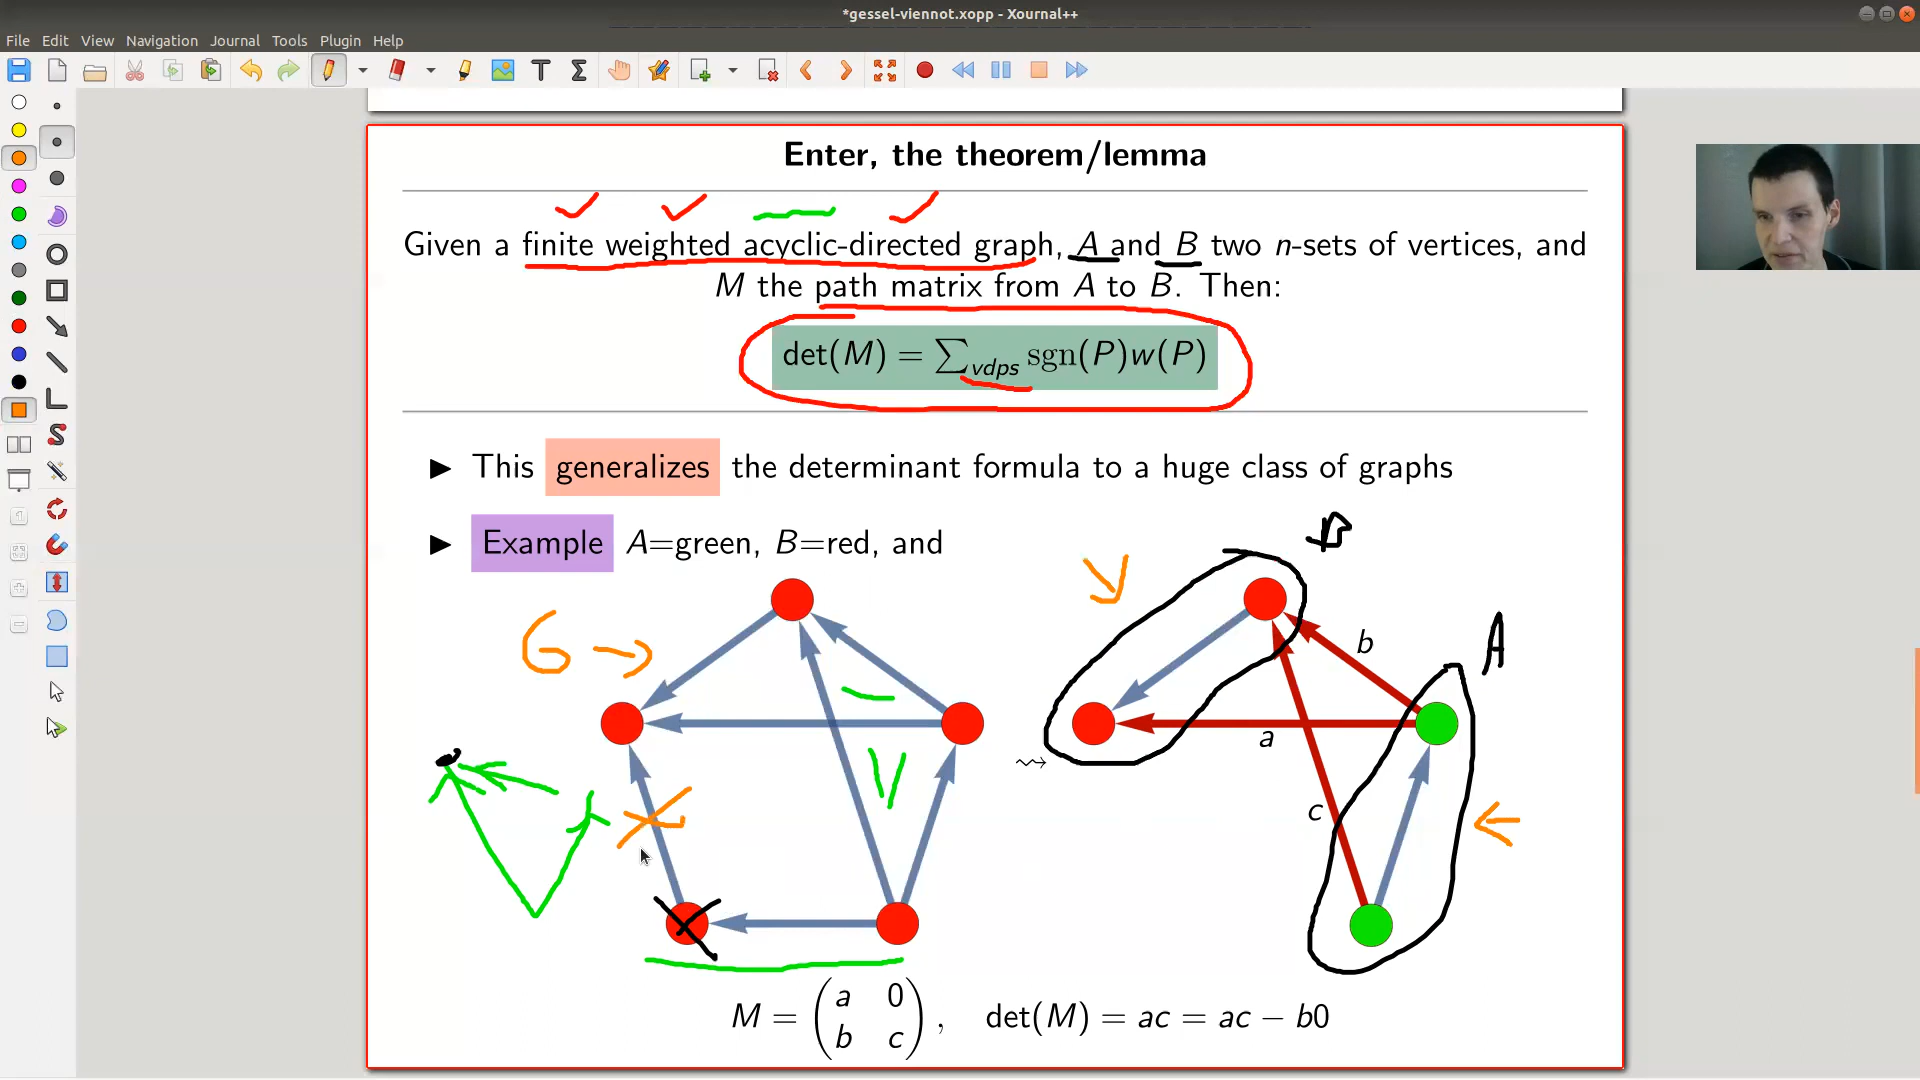 *gessel-viennot.xopp - Xournal++
File Edit View Navigation Journal Tools Plugin Help
Enter, the theorem/lemma
Given a finite weighted acyclic-directed graph, A and B two n-sets of vertices, and
M the path matrix from A to B. Then:
det(M) = ∑_vdps sgn(P)w(P)
▶ This generalizes the determinant formula to a huge class of graphs
▶ Example A=green, B=red, and
B
G →
A
b
a
c
M = (a 0
b c), det(M) = ac = ac − b0